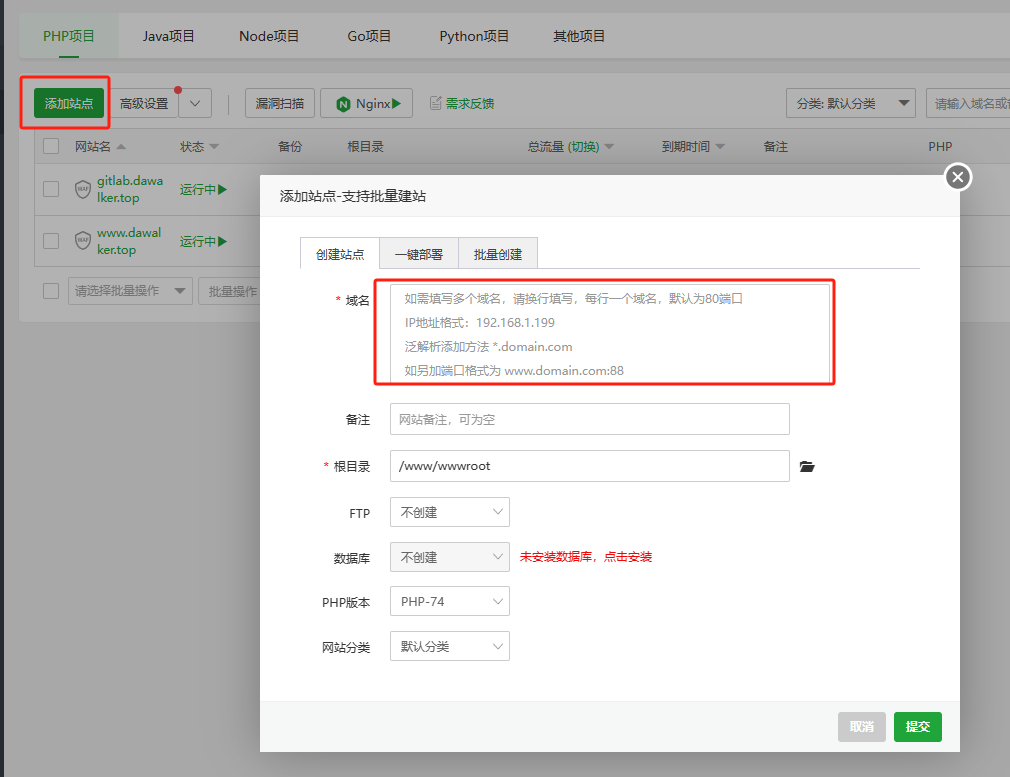 PHP项目 Java项目 Node项目 Go项目 Python项目 其他项目
添加站点 高级设置 漏洞扫描 Nginx 需求反馈 分类: 默认分类 请输入域名或
网站名 状态 备份 根目录 总流量 (切换) 到期时间 备注 PHP
WAF gitlab.dawa
lker.top
运行中
WAF www.dawal
ker.top
运行中
请选择批量操作 批量操作
添加站点-支持批量建站
创建站点 一键部署 批量创建
* 域名
如需填写多个域名，请换行填写，每行一个域名，默认为80端口
IP地址格式：192.168.1.199
泛解析添加方法 *.domain.com
如另加端口格式为 www.domain.com:88
备注 网站备注，可为空
* 根目录 /www/wwwroot
FTP 不创建
数据库 不创建 未安装数据库，点击安装
PHP版本 PHP-74
网站分类 默认分类
取消 提交